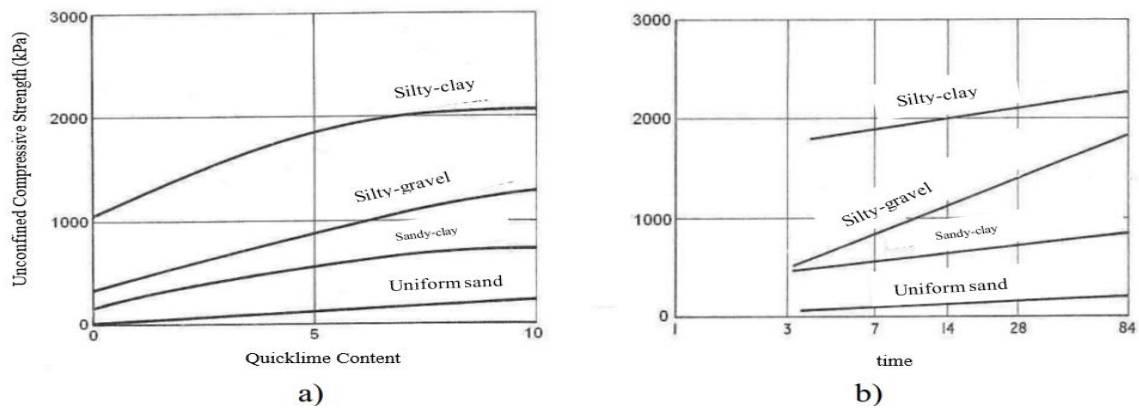 Unconfined Compressive Strength (kPa)
3000
2000
1000
0
Silty-clay
Silty-gravel
Sandy-clay
Uniform sand
0
5
10
Quicklime Content
a)
3000
2000
1000
0
Silty-clay
Silty-gravel
Sandy-clay
Uniform sand
1
3
7
14
28
84
time
b)